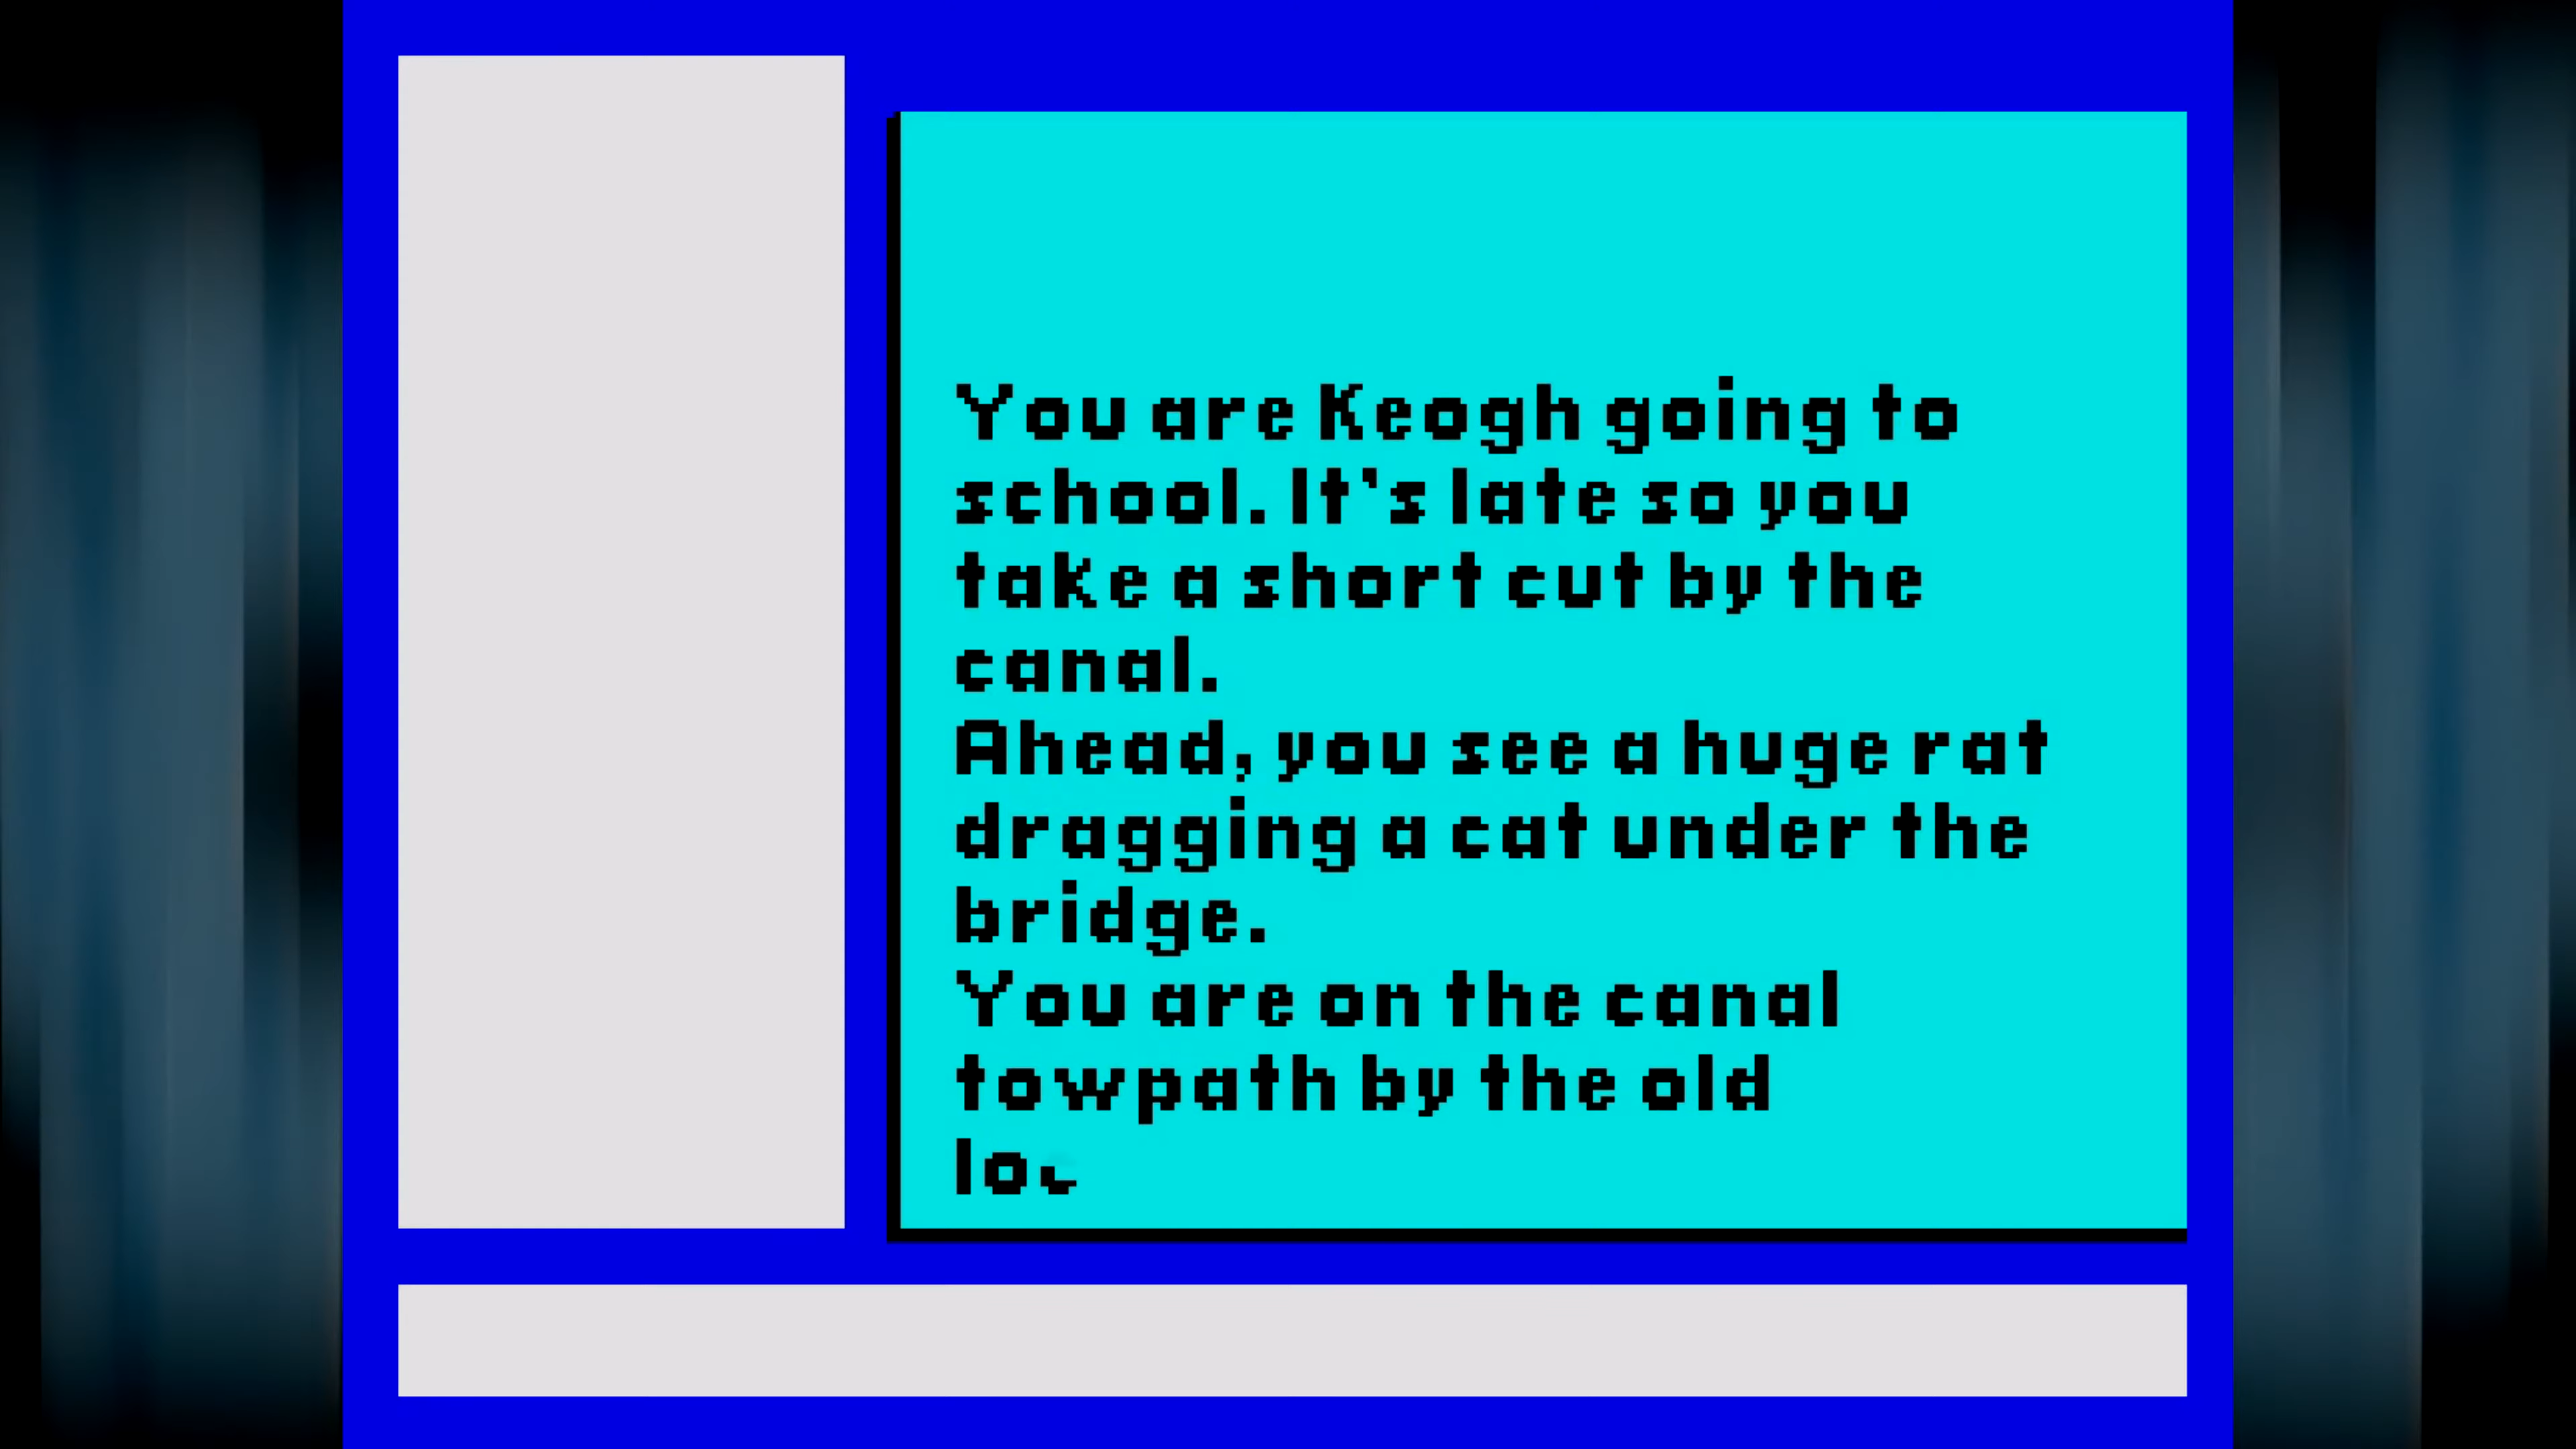 You are Keogh going to
school. It's late so you
take a short cut by the
canal.
Ahead, you see a huge rat
dragging a cat under the
bridge.
You are on the canal
towpath by the old
loc